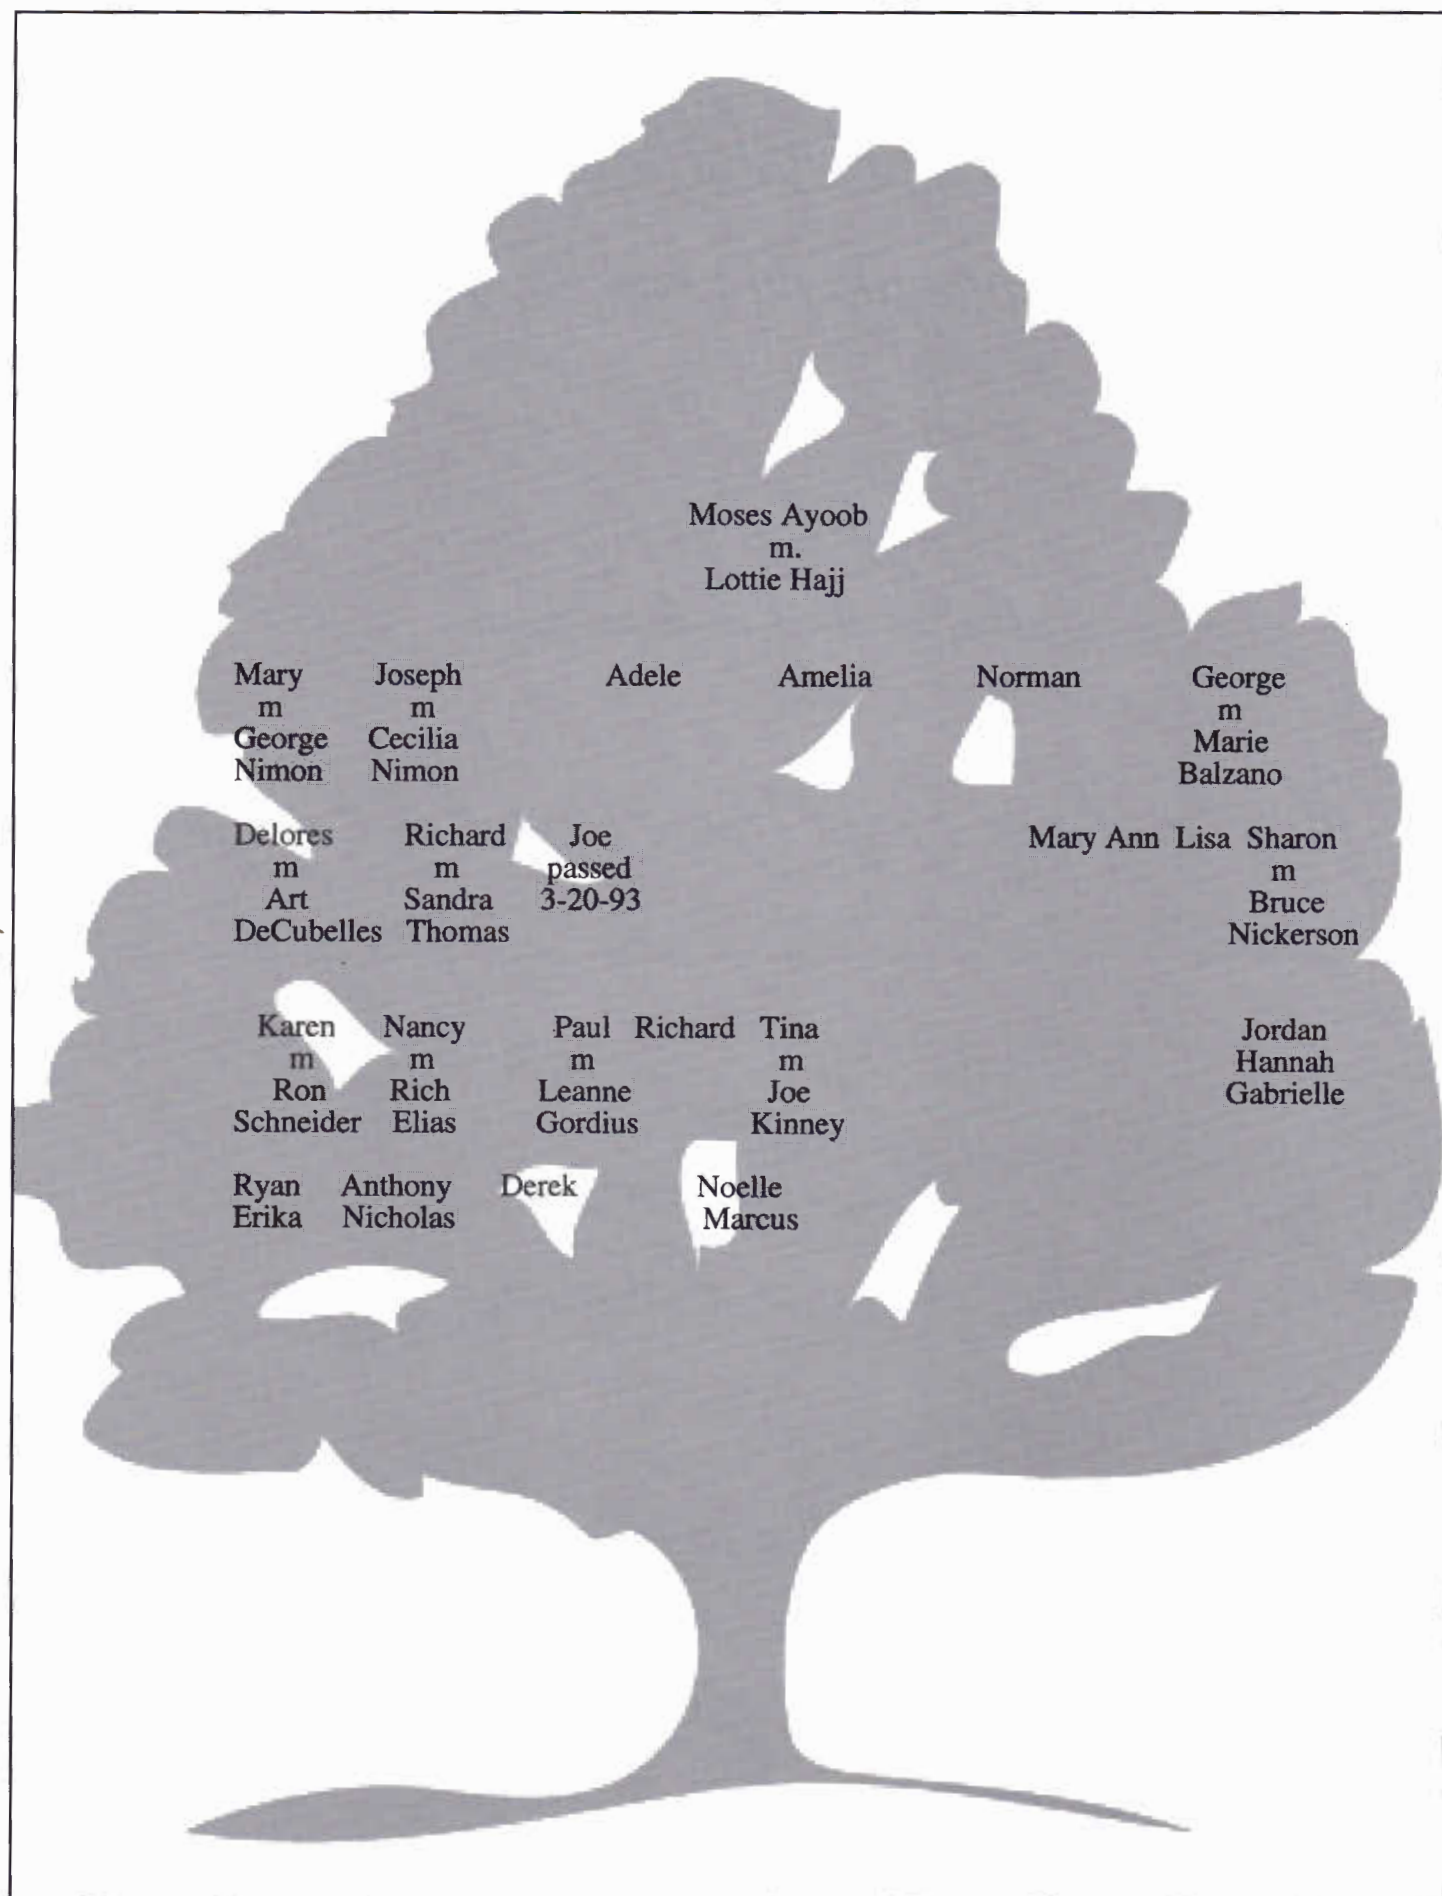 Moses Ayoob
m.
Lottie Hajj
Mary Joseph Adele Amelia Norman George
m m m
George Cecilia Marie
Nimon Nimon Balzano
Delores Richard Joe Mary Ann Lisa Sharon
m m passed m
Art Sandra 3-20-93 Bruce
DeCubelles Thomas Nickerson
Karen Nancy Paul Richard Tina Jordan
m m m m Hannah
Ron Rich Leanne Joe Gabrielle
Schneider Elias Gordius Kinney
Ryan Anthony Derek Noelle
Erika Nicholas Marcus